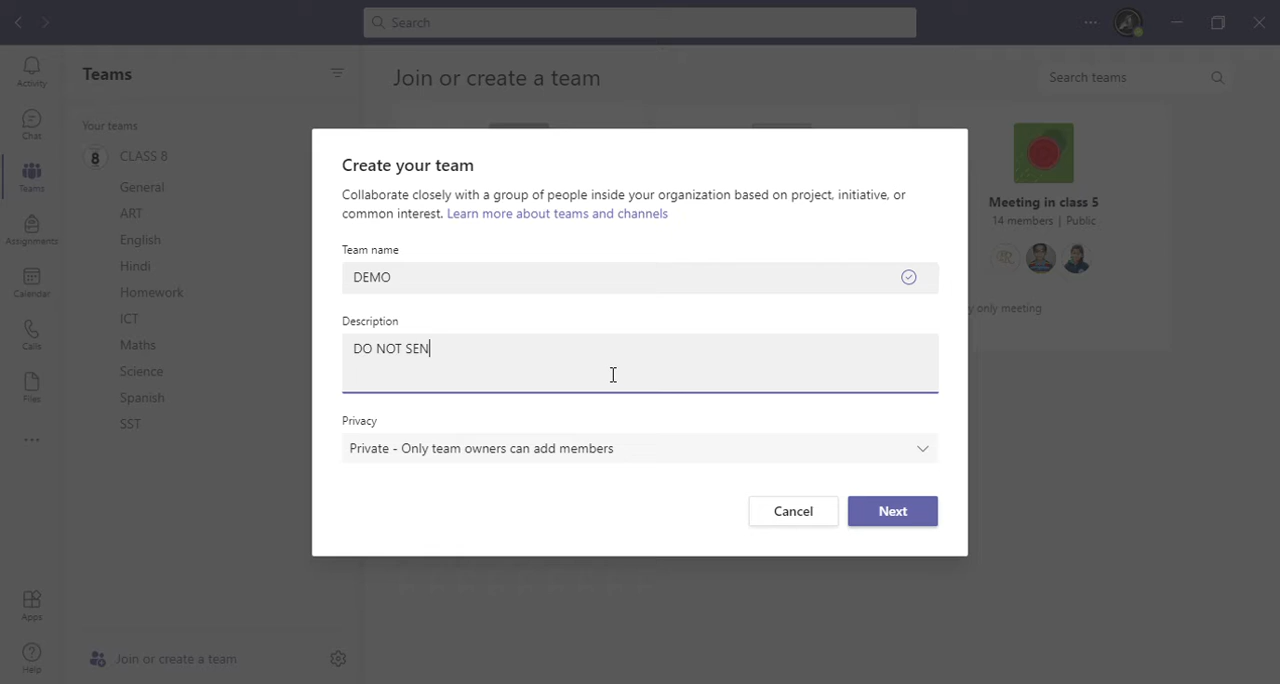 Search
Activity
Chat
Teams
Assignments
Calendar
Calls
Files
Apps
Help
Teams
Your teams
8 CLASS 8
General
ART
English
Hindi
Homework
ICT
Maths
Science
Spanish
SST
Join or create a team
Join or create a team
Search teams
Meeting in class 5
14 members | Public
only meeting
Create your team
Collaborate closely with a group of people inside your organization based on project, initiative, or
common interest. Learn more about teams and channels
Team name
DEMO
Description
DO NOT SEN
Privacy
Private - Only team owners can add members
Cancel
Next